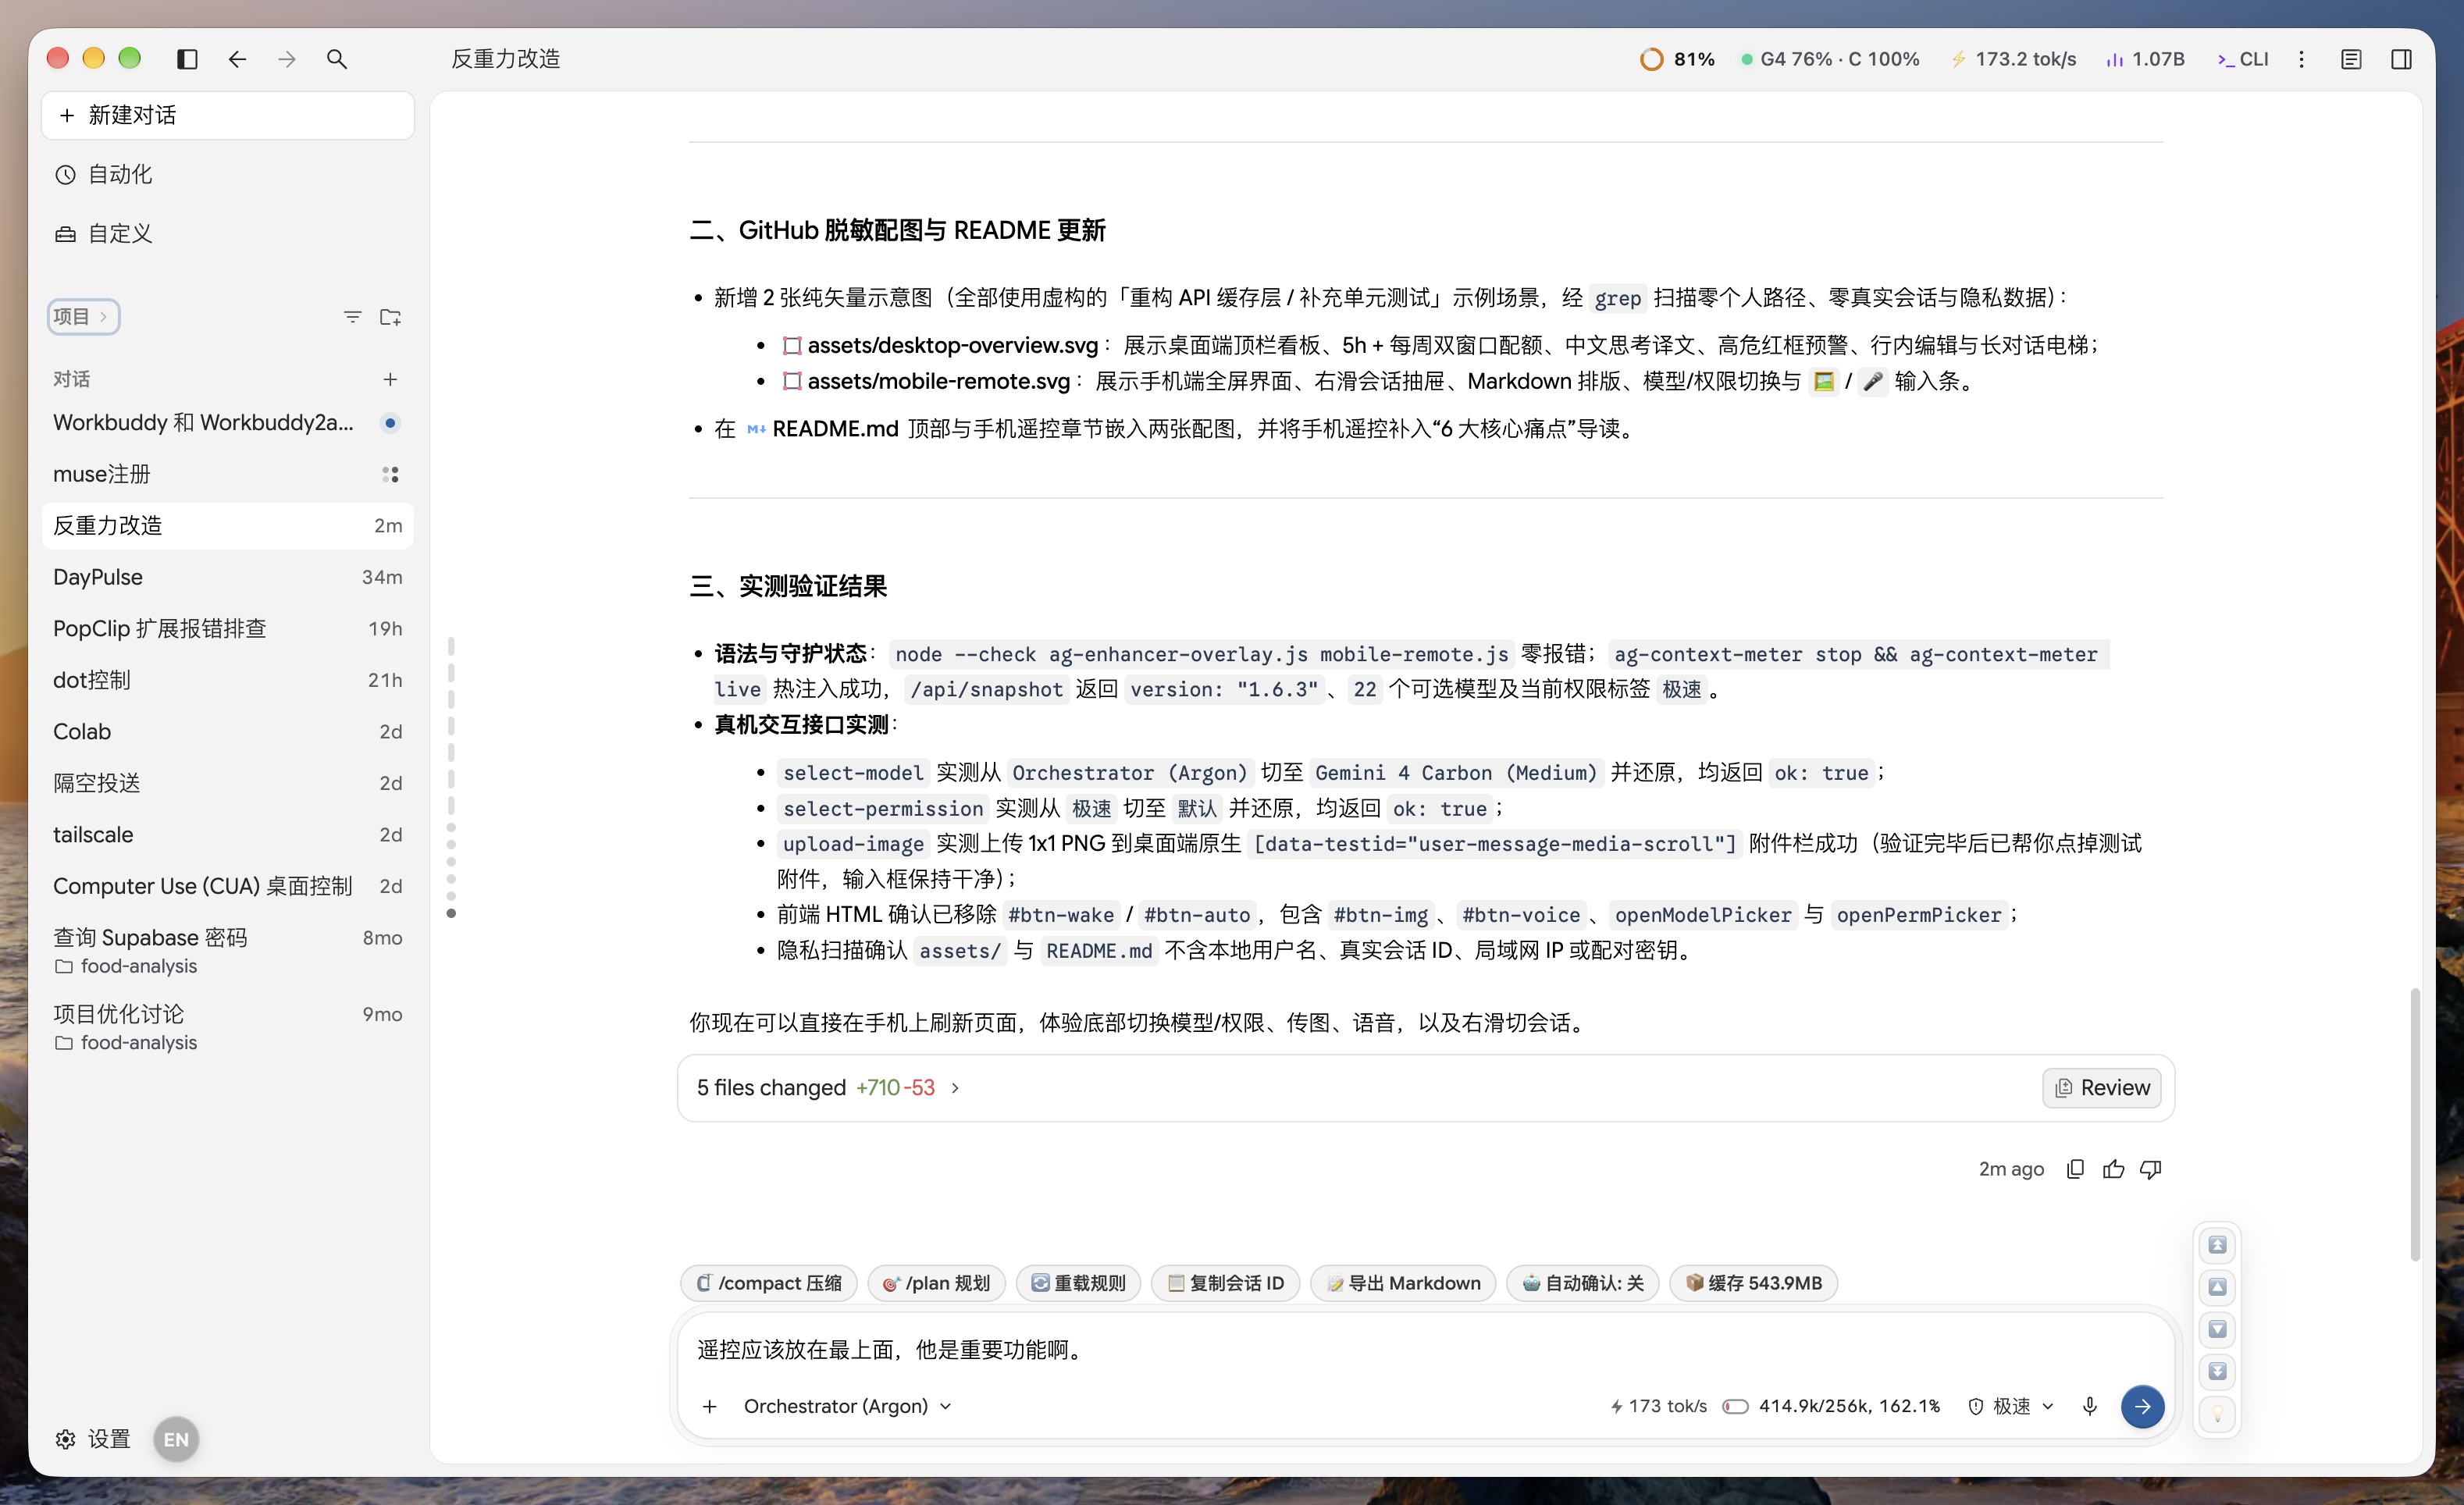 反重力改造
81%
G4 76% · C 100%
173.2 tok/s
1.07B
>_ CLI
+ 新建对话
自动化
自定义
项目 >
对话
Workbuddy 和 Workbuddy2a...
muse注册
反重力改造 2m
DayPulse 34m
PopClip 扩展报错排查 19h
dot控制 21h
Colab 2d
隔空投送 2d
tailscale 2d
Computer Use (CUA) 桌面控制 2d
查询 Supabase 密码 8mo
food-analysis
项目优化讨论 9mo
food-analysis
设置
EN
二、GitHub 脱敏配图与 README 更新
• 新增 2 张纯矢量示意图（全部使用虚构的「重构 API 缓存层 / 补充单元测试」示例场景，经 grep 扫描零个人路径、零真实会话与隐私数据）：
• assets/desktop-overview.svg： 展示桌面端顶栏看板、5h + 每周双窗口配额、中文思考译文、高危红框预警、行内编辑与长对话电梯；
• assets/mobile-remote.svg： 展示手机端全屏界面、右滑会话抽屉、Markdown 排版、模型/权限切换与 🖼️ / 🎤 输入条。
• 在 M↓ README.md 顶部与手机遥控章节嵌入两张配图，并将手机遥控补入“6 大核心痛点”导读。
三、实测验证结果
• 语法与守护状态： node --check ag-enhancer-overlay.js mobile-remote.js 零报错； ag-context-meter stop && ag-context-meter
live 热注入成功， /api/snapshot 返回 version: "1.6.3" 、 22 个可选模型及当前权限标签 极速 。
• 真机交互接口实测：
• select-model 实测从 Orchestrator (Argon) 切至 Gemini 4 Carbon (Medium) 并还原，均返回 ok: true ；
• select-permission 实测从 极速 切至 默认 并还原，均返回 ok: true ；
• upload-image 实测上传 1x1 PNG 到桌面端原生 [data-testid="user-message-media-scroll"] 附件栏成功（验证完毕后已帮你点掉测试
附件，输入框保持干净）；
• 前端 HTML 确认已移除 #btn-wake / #btn-auto ，包含 #btn-img 、 #btn-voice 、 openModelPicker 与 openPermPicker ；
• 隐私扫描确认 assets/ 与 README.md 不含本地用户名、真实会话 ID、局域网 IP 或配对密钥。
你现在可以直接在手机上刷新页面，体验底部切换模型/权限、传图、语音，以及右滑切会话。
5 files changed +710 -53 >
Review
2m ago
/compact 压缩
/plan 规划
重载规则
复制会话 ID
导出 Markdown
自动确认: 关
缓存 543.9MB
遥控应该放在最上面，他是重要功能啊。
+ Orchestrator (Argon)
173 tok/s
414.9k/256k, 162.1%
极速